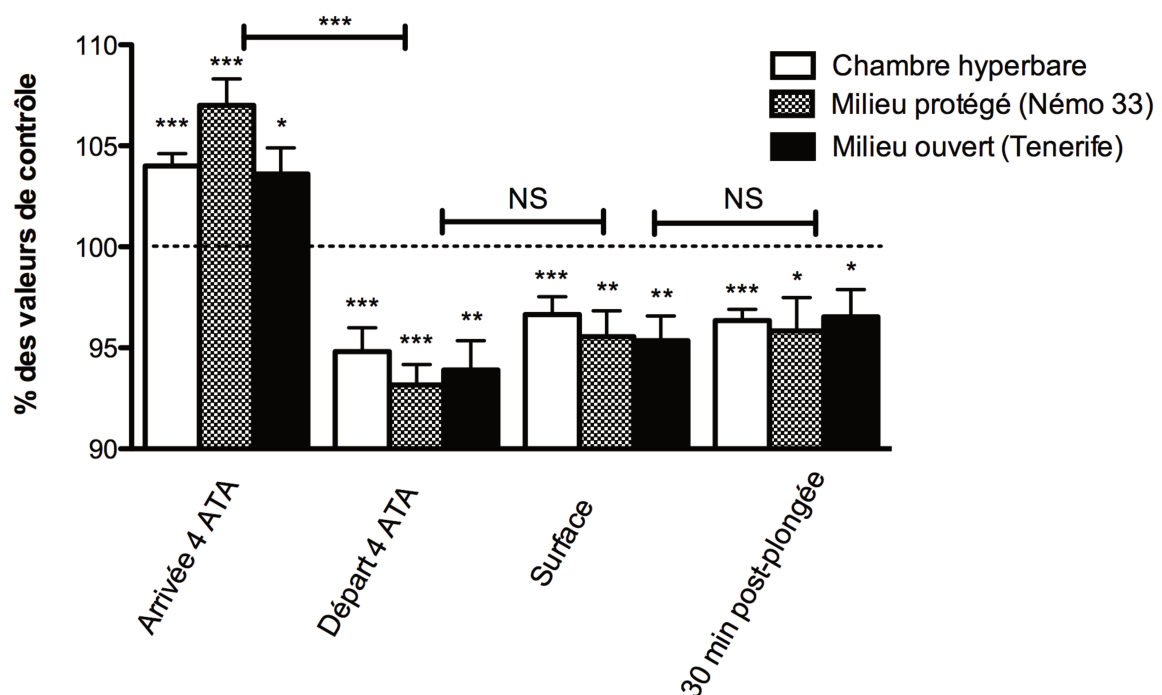 % des valeurs de contrôle
110
105
100
95
90
***
***
***
*
***
***
**
NS
***
**
**
NS
***
*
*
Chambre hyperbare
Milieu protégé (Némo 33)
Milieu ouvert (Tenerife)
Arrivée 4 ATA
Départ 4 ATA
Surface
30 min post-plongée